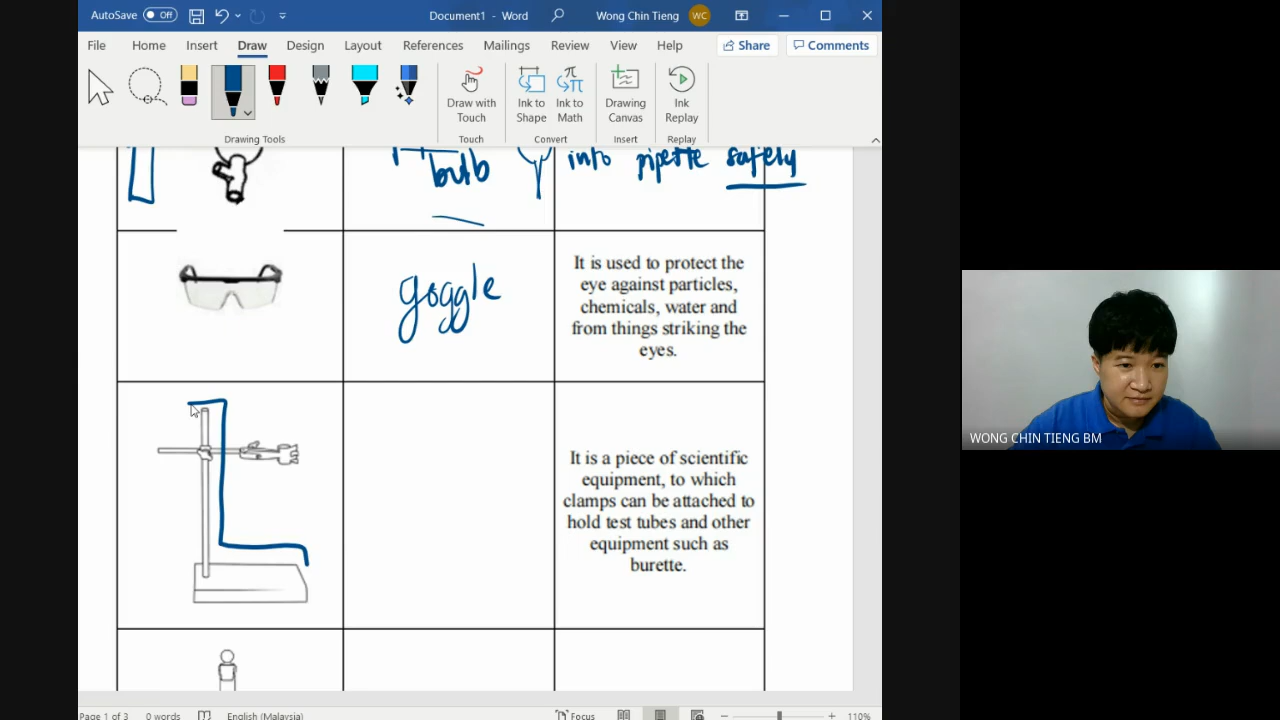 AutoSave Off Document1 - Word Wong Chin Tieng WC
File Home Insert Draw Design Layout References Mailings Review View Help Share Comments
Draw with Touch
Ink to Shape
Ink to Math
Drawing Canvas
Ink Replay
Drawing Tools Touch Convert Insert Replay
bulb
into pipette safely
goggle
It is used to protect the
eye against particles,
chemicals, water and
from things striking the
eyes.
It is a piece of scientific
equipment, to which
clamps can be attached to
hold test tubes and other
equipment such as
burette.
WONG CHIN TIENG BM
Page 1 of 3 0 words English (Malaysia) Focus 110%